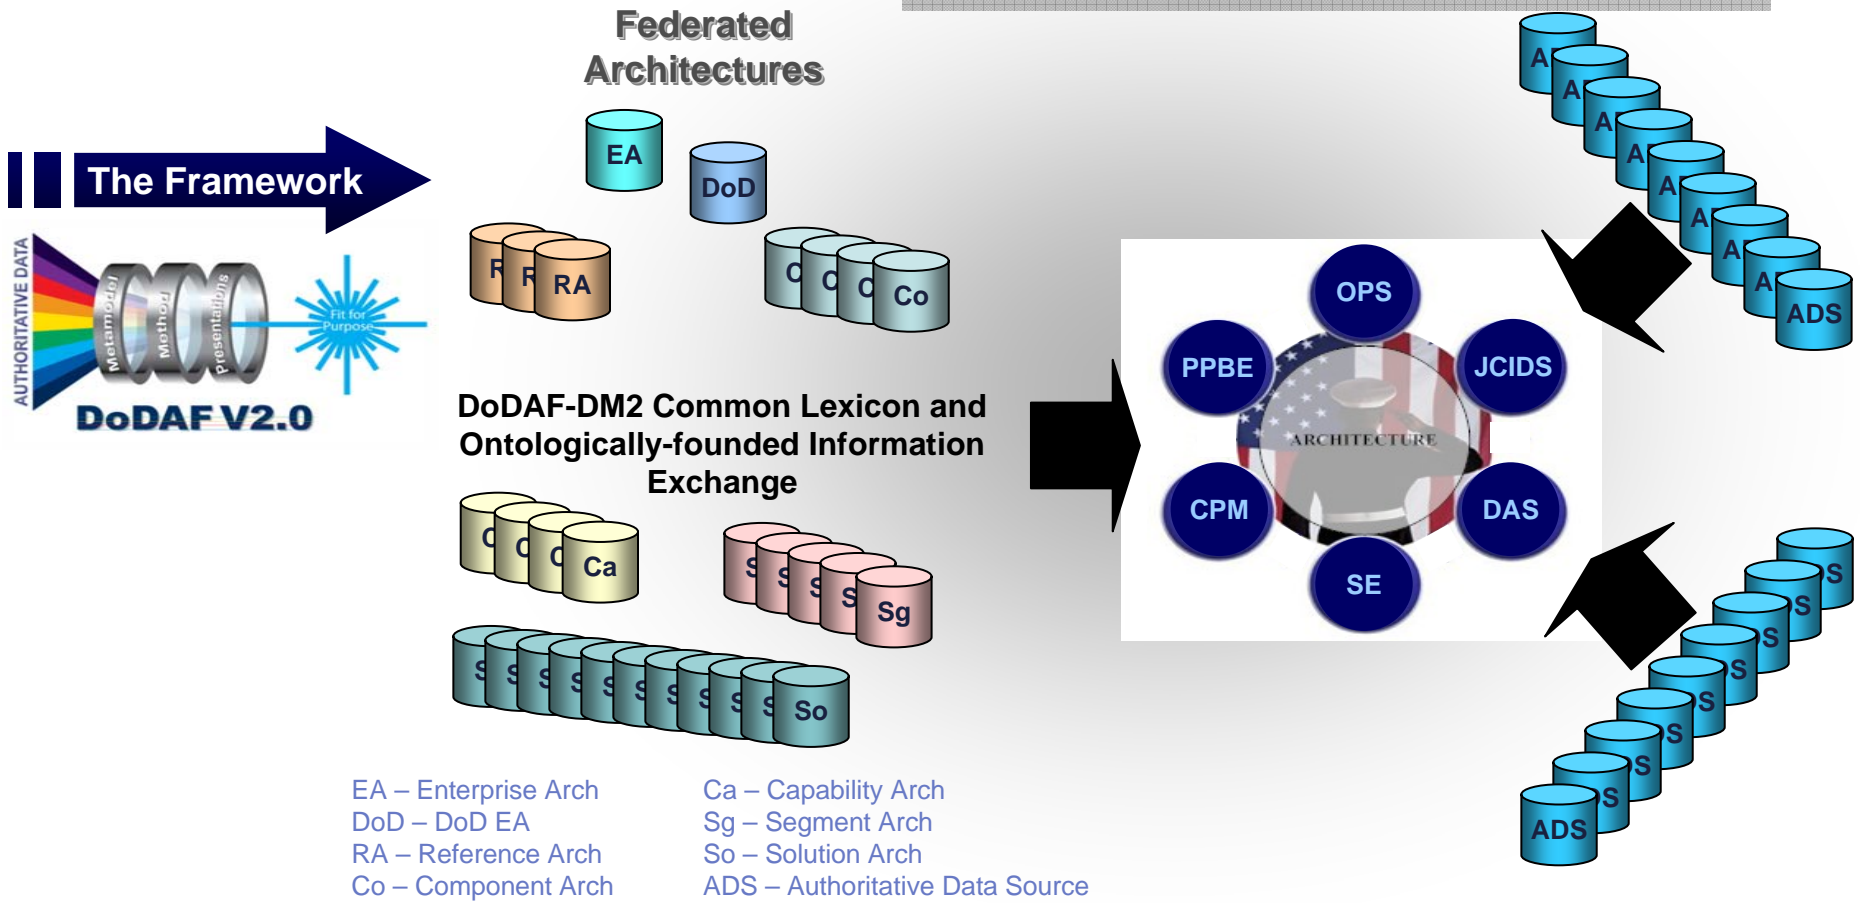 Federated
Architectures
The Framework
EA
DoD
R
R
RA
C
C
C
Co
AUTHORITATIVE DATA
Metamodel
Method
Presentations
Fit for
Purpose
DoDAF V2.0
DoDAF-DM2 Common Lexicon and
Ontologically-founded Information
Exchange
C
C
C
Ca
S
S
S
S
Sg
S
S
S
S
S
S
S
S
S
S
So
OPS
PPBE
JCIDS
ARCHITECTURE
CPM
DAS
SE
A
A
A
A
A
A
A
A
ADS
S
S
S
S
S
S
S
S
ADS
EA – Enterprise Arch
DoD – DoD EA
RA – Reference Arch
Co – Component Arch
Ca – Capability Arch
Sg – Segment Arch
So – Solution Arch
ADS – Authoritative Data Source